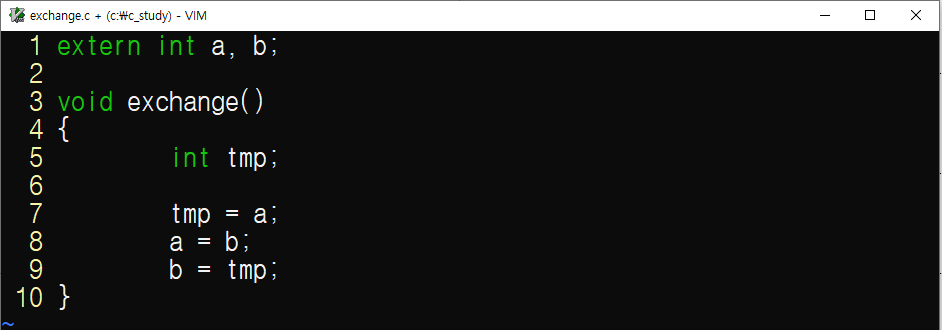 exchange.c + (c:\c_study) - VIM
1 extern int a, b;
2
3 void exchange()
4 {
5         int tmp;
6
7         tmp = a;
8         a = b;
9         b = tmp;
10 }
~